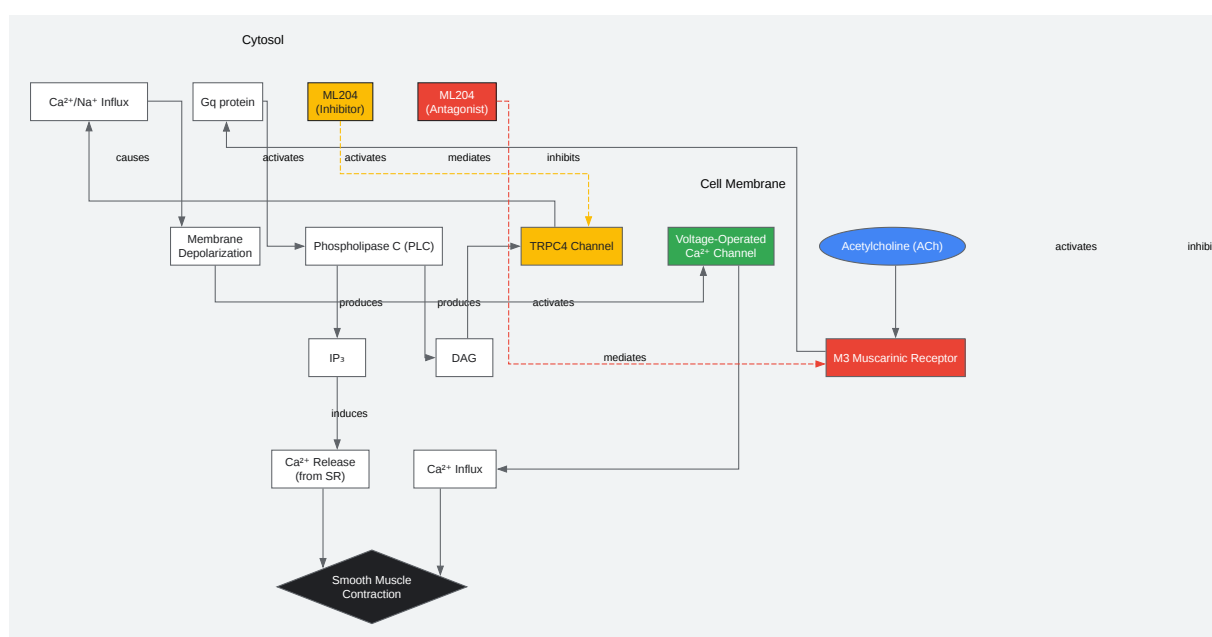 Cytosol
Ca²⁺/Na⁺ Influx
Gq protein
ML204
(Inhibitor)
ML204
(Antagonist)
causes
activates
activates
mediates
inhibits
Cell Membrane
Membrane
Depolarization
Phospholipase C (PLC)
TRPC4 Channel
Voltage-Operated
Ca²⁺ Channel
Acetylcholine (ACh)
activates
inhibi
produces
produces
activates
IP₃
DAG
mediates
M3 Muscarinic Receptor
induces
Ca²⁺ Release
(from SR)
Ca²⁺ Influx
Smooth Muscle
Contraction